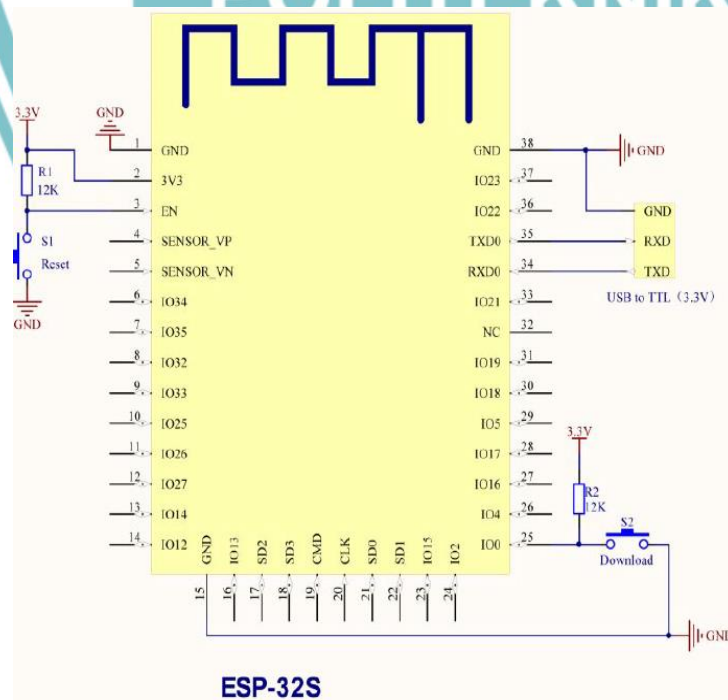 3.3V
GND
R1
12K
S1
Reset
GND
1 GND
2 3V3
3 EN
4 SENSOR_VP
5 SENSOR_VN
6 IO34
7 IO35
8 IO32
9 IO33
10 IO25
11 IO26
12 IO27
13 IO14
14 IO12
15 GND
16 IO13
17 SD2
18 SD3
19 CMD
20 CLK
21 SD0
22 SD1
23 IO15
24 IO2
GND 38
IO23 37
IO22 36
TXD0 35
RXD0 34
IO21 33
NC 32
IO19 31
IO18 30
IO5 29
IO17 28
IO16 27
IO4 26
IO0 25
GND
GND
RXD
TXD
USB to TTL (3.3V)
3.3V
R2
12K
S2
Download
GND
ESP-32S